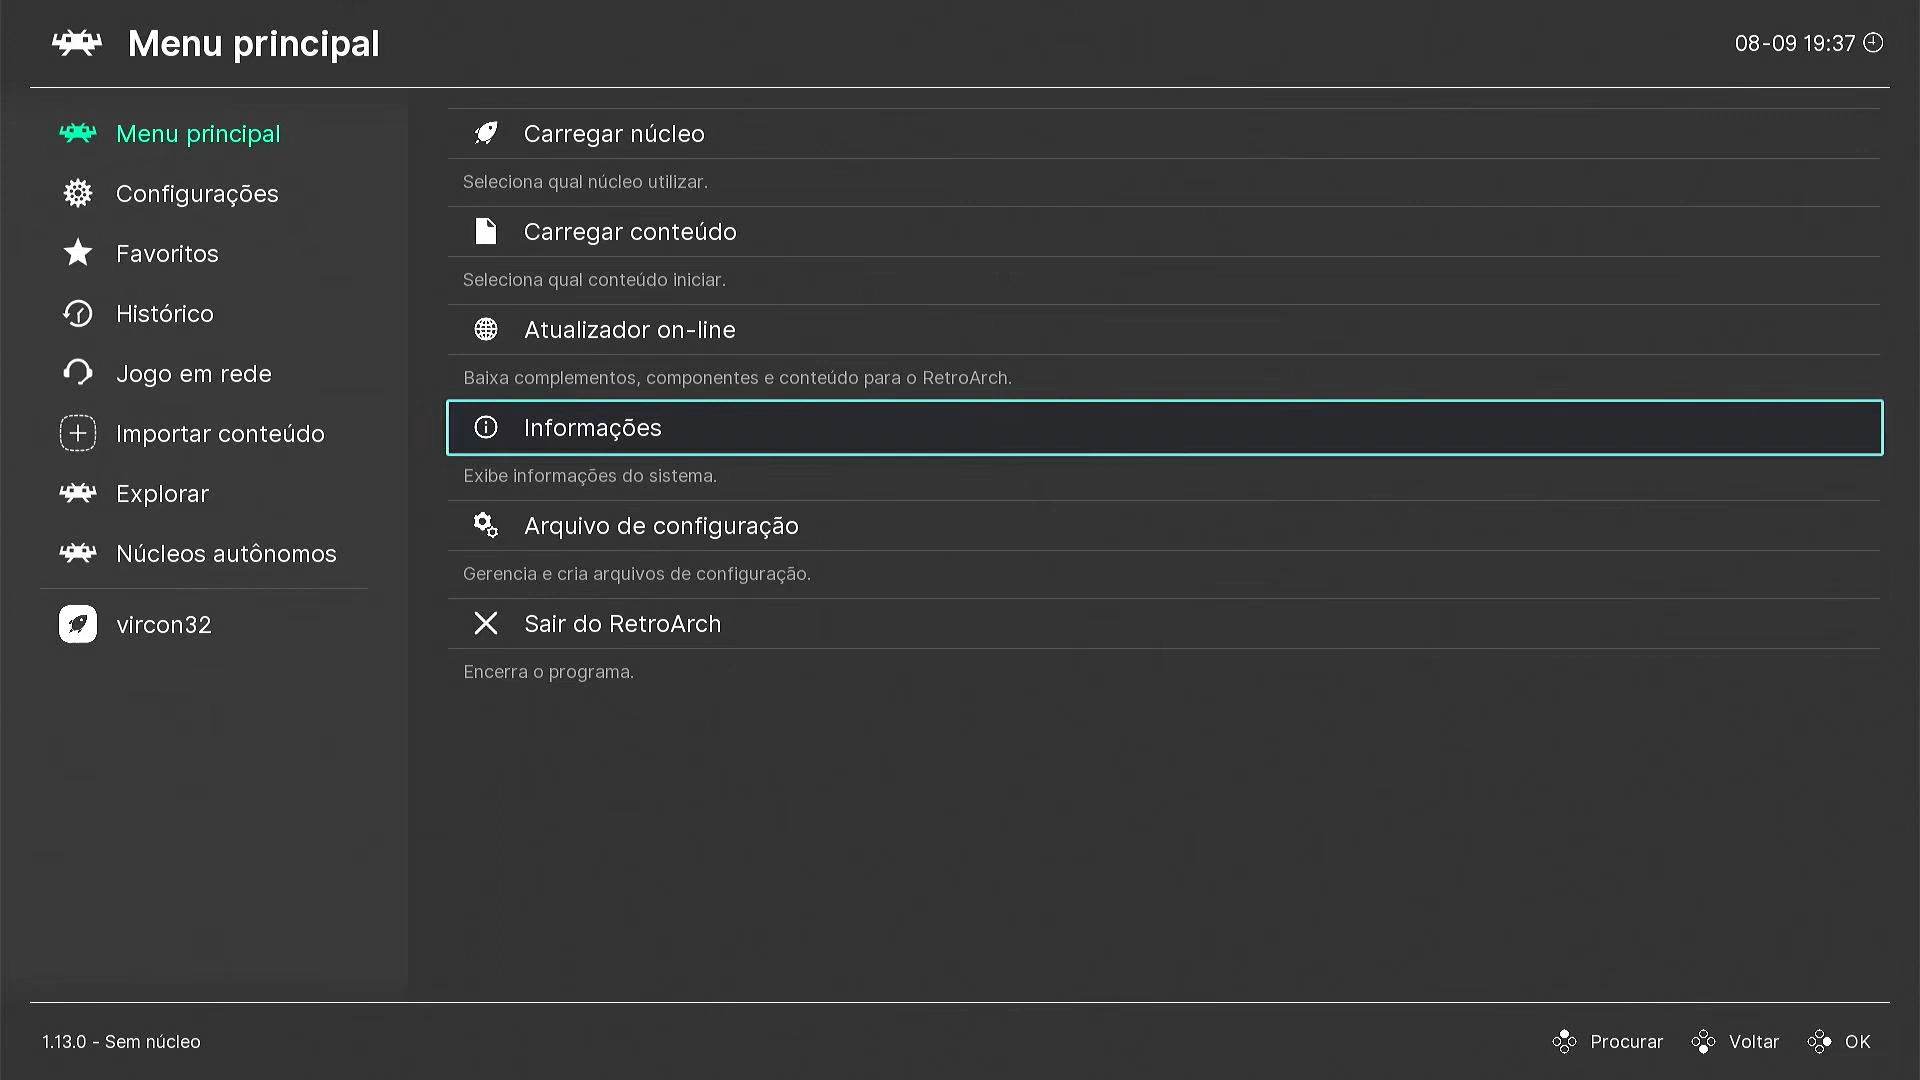 Menu principal
08-09 19:37
Menu principal
Configurações
Favoritos
Histórico
Jogo em rede
Importar conteúdo
Explorar
Núcleos autônomos
vircon32
Carregar núcleo
Seleciona qual núcleo utilizar.
Carregar conteúdo
Seleciona qual conteúdo iniciar.
Atualizador on-line
Baixa complementos, componentes e conteúdo para o RetroArch.
Informações
Exibe informações do sistema.
Arquivo de configuração
Gerencia e cria arquivos de configuração.
Sair do RetroArch
Encerra o programa.
1.13.0 - Sem núcleo
Procurar
Voltar
OK